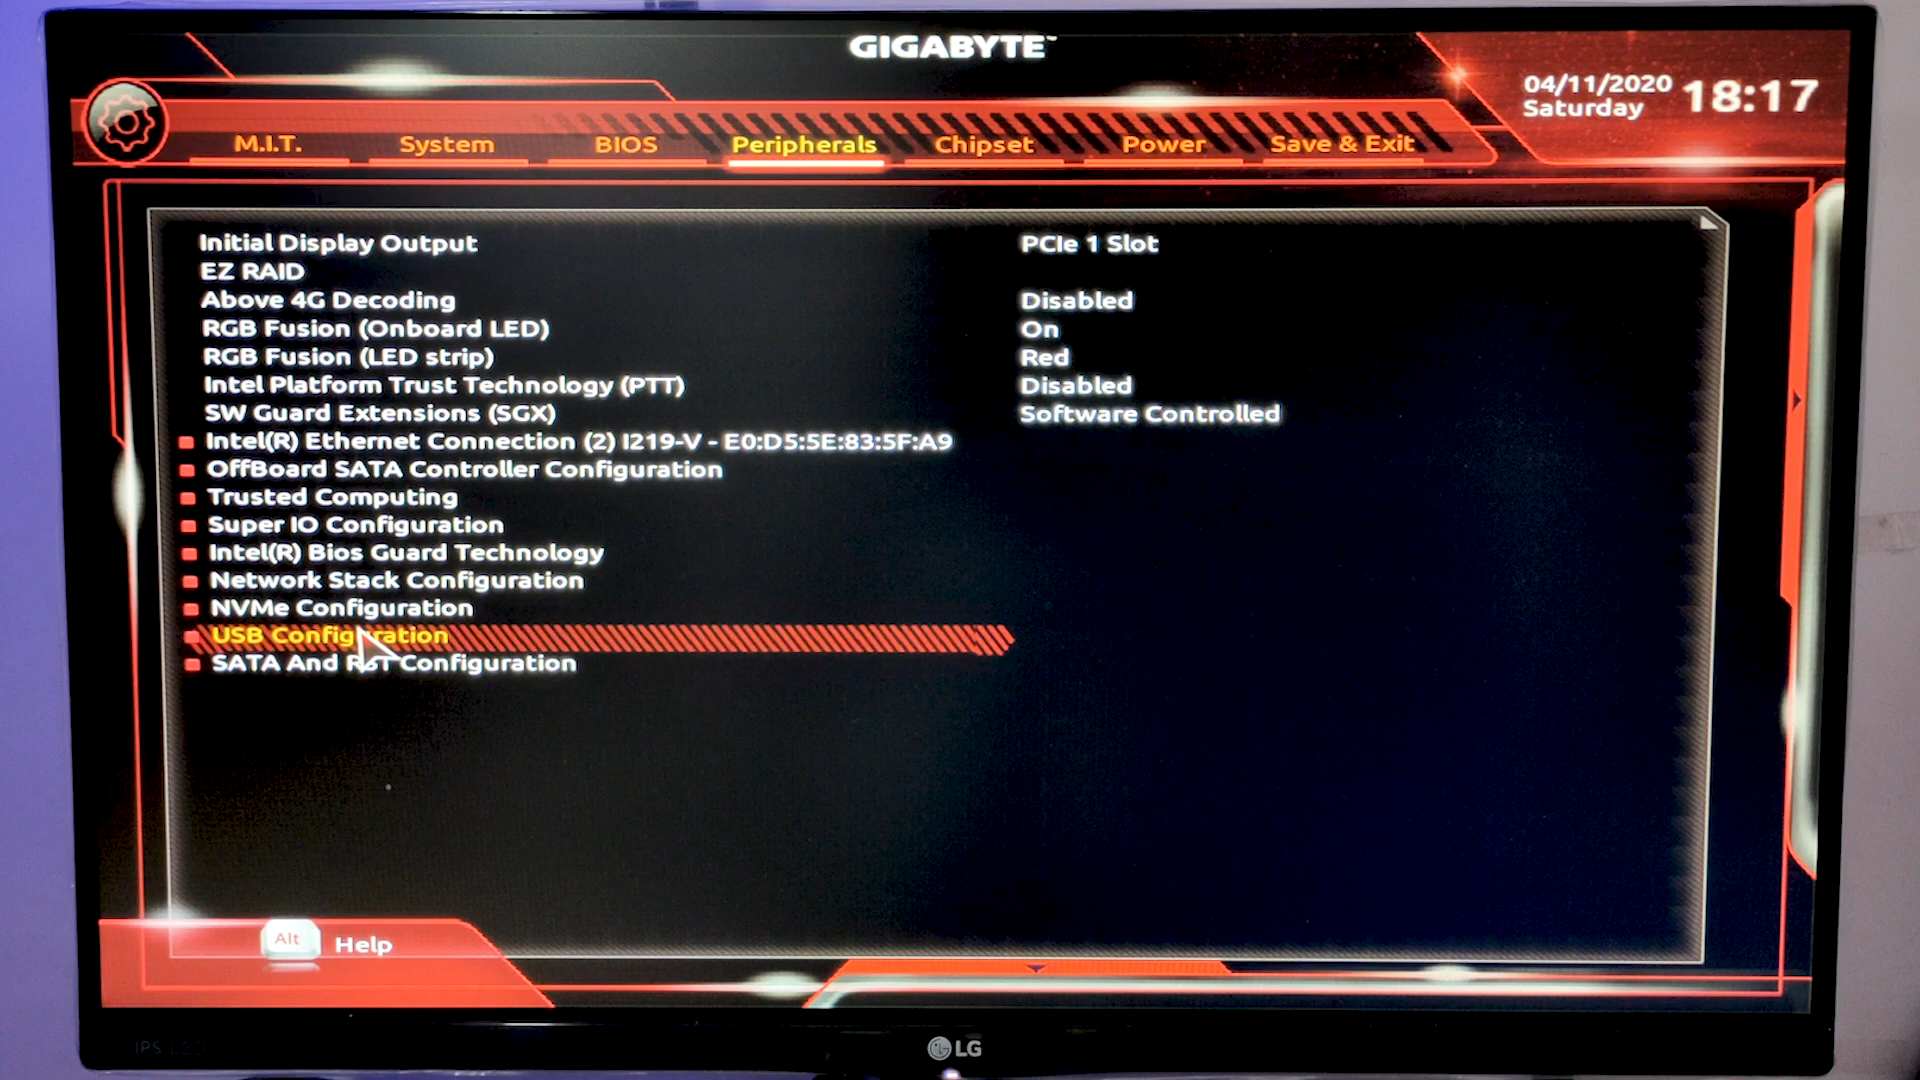 GIGABYTE™
04/11/2020
Saturday
18:17
M.I.T.
System
BIOS
Peripherals
Chipset
Power
Save & Exit
Initial Display Output PCIe 1 Slot
EZ RAID
Above 4G Decoding Disabled
RGB Fusion (Onboard LED) On
RGB Fusion (LED strip) Red
Intel Platform Trust Technology (PTT) Disabled
SW Guard Extensions (SGX) Software Controlled
Intel(R) Ethernet Connection (2) I219-V - E0:D5:5E:83:5F:A9
OffBoard SATA Controller Configuration
Trusted Computing
Super IO Configuration
Intel(R) Bios Guard Technology
Network Stack Configuration
NVMe Configuration
USB Configuration
SATA And RST Configuration
Alt Help
IPS LED
LG